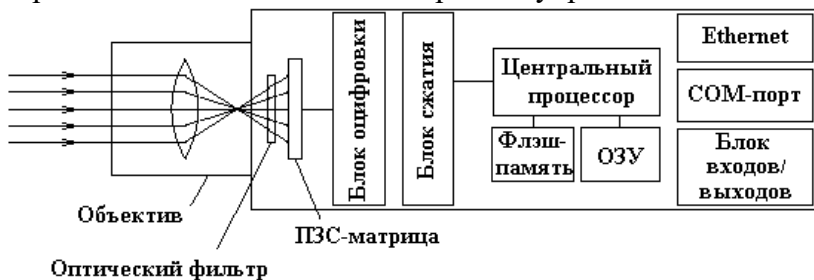 Блок оцифровки
Блок сжатия
Центральный
процессор
Флэш-
память
ОЗУ
Ethernet
COM-порт
Блок
входов/
выходов
Объектив
ПЗС-матрица
Оптический фильтр